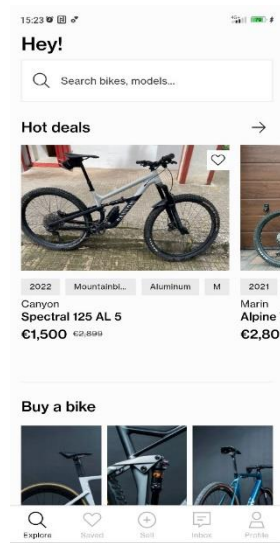 15:23
Hey!
Search bikes, models...
Hot deals
2022 Mountainbi... Aluminum M 2021
Canyon Marin
Spectral 125 AL 5 Alpine
€1,500 €2,899 €2,80
Buy a bike
Explore Saved Sell Inbox Profile